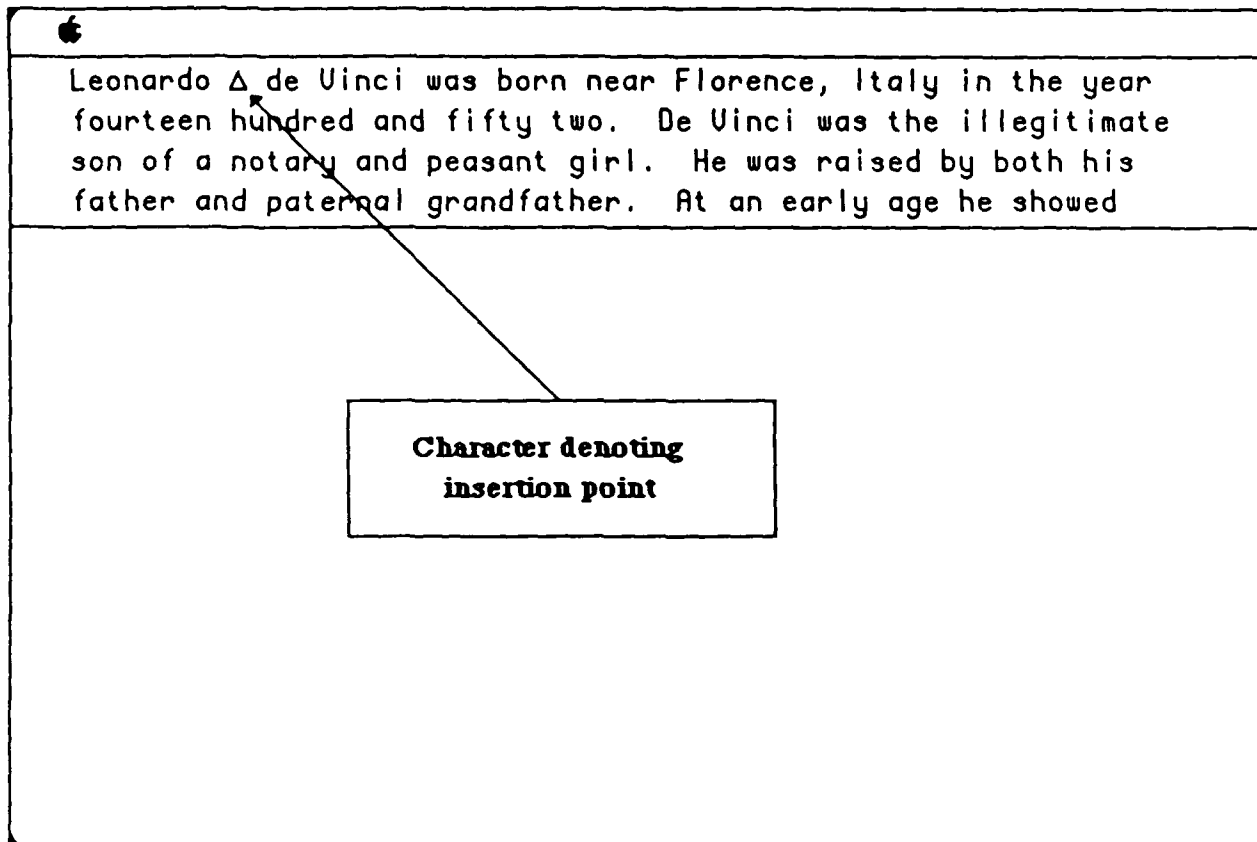 Leonardo Δ de Vinci was born near Florence, Italy in the year
fourteen hundred and fifty two.  De Vinci was the illegitimate
son of a notary and peasant girl.  He was raised by both his
father and paternal grandfather.  At an early age he showed
Character denoting
insertion point